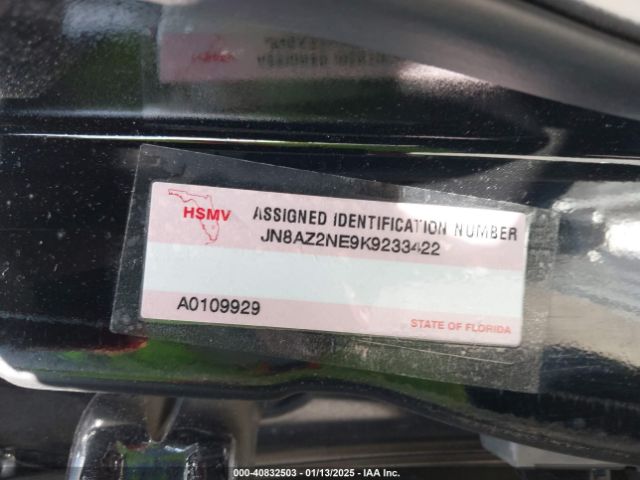 HSMV
ASSIGNED IDENTIFICATION NUMBER
JN8AZ2NE9K9233422
A0109929
STATE OF FLORIDA
000-40832503 - 01/13/2025 - IAA Inc.